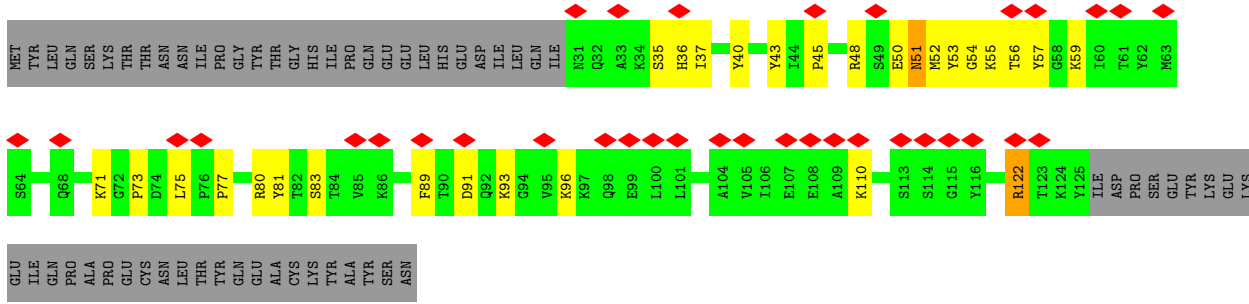 MET TYR LEU GLN SER LYS THR THR ASN ASN ILE PRO GLY TYR THR GLY HIS ILE PRO GLN GLU GLU LEU HIS GLU ASP ILE LEU GLN ILE N31 Q32 A33 K34 S35 H36 I37 Y40 Y43 I44 P45 R48 S49 E50 N51 M52 Y53 G54 K55 T56 Y57 G58 K59 I60 T61 Y62 M63
S64 Q68 K71 G72 P73 D74 L75 P76 P77 R80 Y81 T82 S83 T84 V85 K86 F89 T90 D91 Q92 K93 G94 V95 K96 K97 Q98 E99 L100 L101 A104 V105 I106 E107 E108 A109 K110 S113 S114 G115 Y116 R122 T123 K124 Y125 ILE ASP PRO SER GLU TYR LYS GLU LYS
GLU ILE GLN PRO ALA PRO GLU CYS ASN LEU THR TYR GLN GLU ALA CYS LYS TYR ALA TYR SER ASN